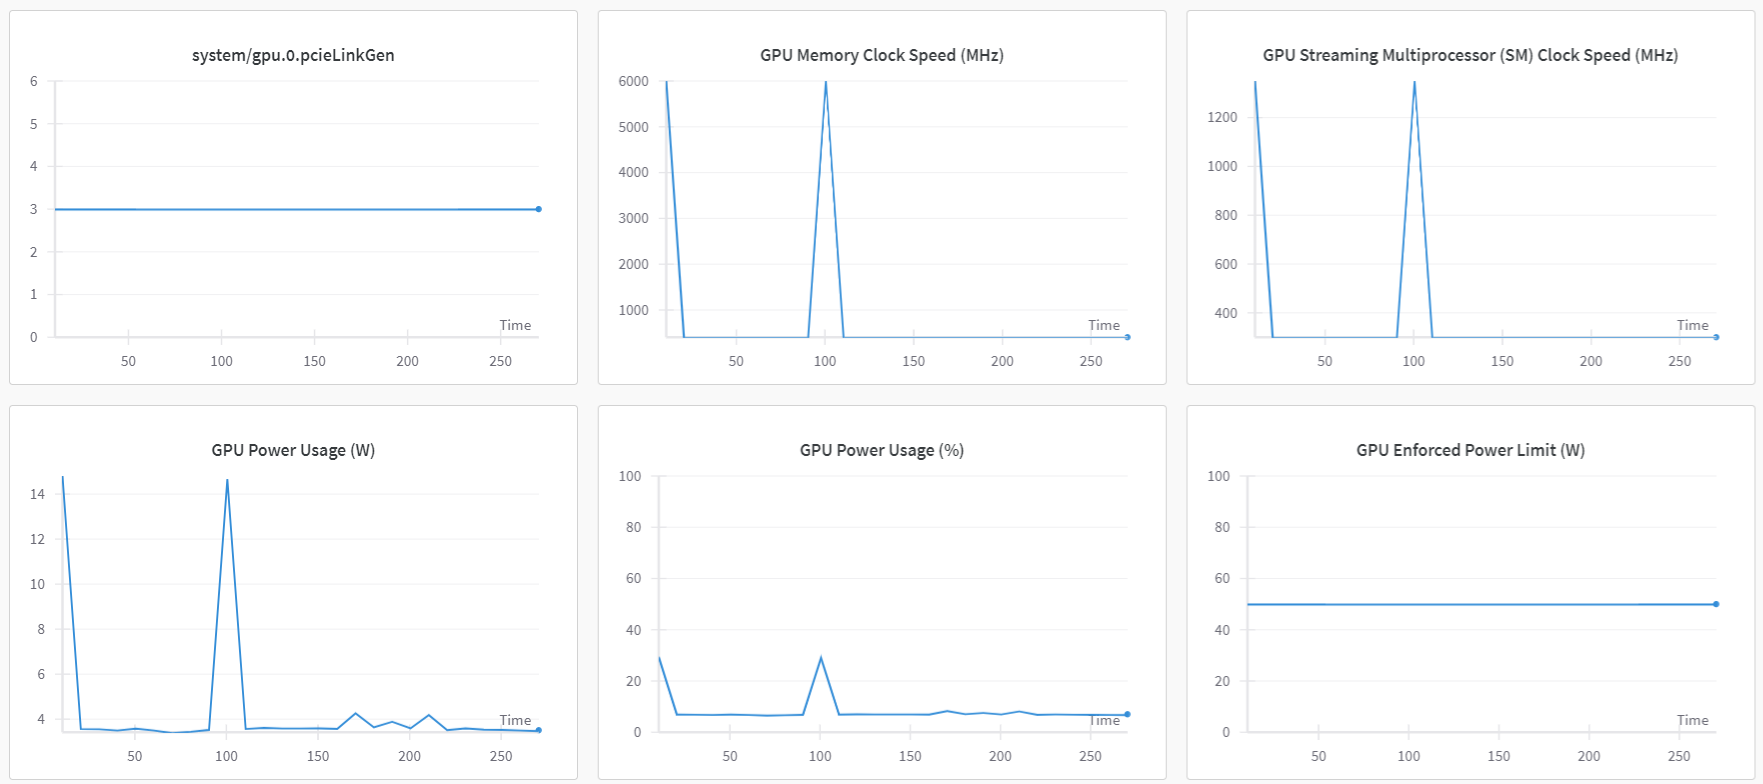 system/gpu.0.pcieLinkGen
6
5
4
3
2
1
0
Time
50 100 150 200 250
GPU Memory Clock Speed (MHz)
6000
5000
4000
3000
2000
1000
Time
50 100 150 200 250
GPU Streaming Multiprocessor (SM) Clock Speed (MHz)
1200
1000
800
600
400
Time
50 100 150 200 250
GPU Power Usage (W)
14
12
10
8
6
4
Time
50 100 150 200 250
GPU Power Usage (%)
100
80
60
40
20
0
Time
50 100 150 200 250
GPU Enforced Power Limit (W)
100
80
60
40
20
0
Time
50 100 150 200 250